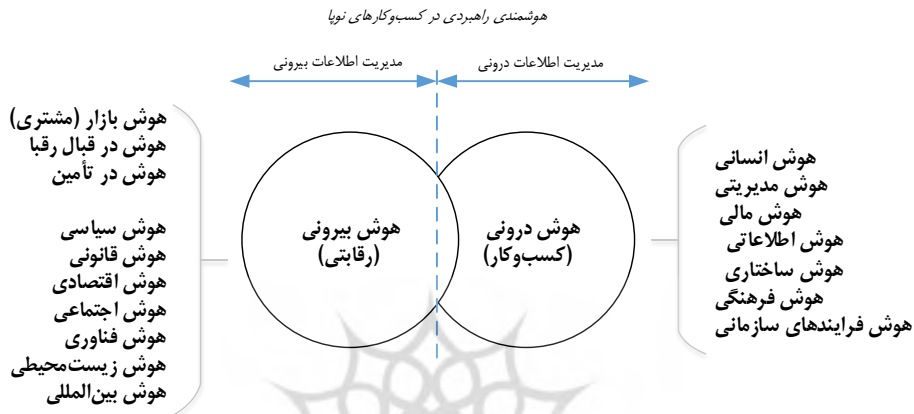 هوشمندی راهبردی در کسب‌وکارهای نوپا
مدیریت اطلاعات درونی
مدیریت اطلاعات بیرونی
هوش انسانی
هوش مدیریتی
هوش مالی
هوش اطلاعاتی
هوش ساختاری
هوش فرهنگی
هوش فرایندهای سازمانی
هوش درونی
(کسب‌وکار)
هوش بیرونی
(رقابتی)
هوش بازار (مشتری)
هوش در قبال رقبا
هوش در تأمین
هوش سیاسی
هوش قانونی
هوش اقتصادی
هوش اجتماعی
هوش فناوری
هوش زیست‌محیطی
هوش بین‌المللی